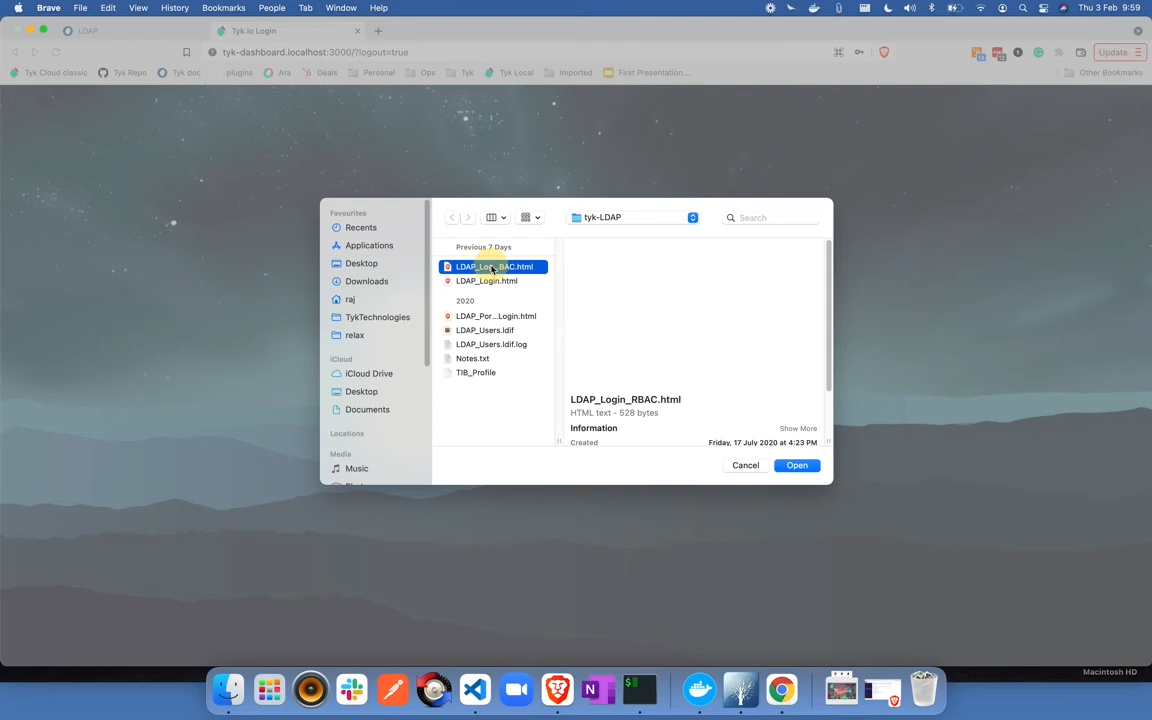 Brave File Edit View History Bookmarks People Tab Window Help Thu 3 Feb 9:59
LDAP Tyk.io Login
tyk-dashboard.localhost:3000/?logout=true Update
Tyk Cloud classic Tyk Repo Tyk doc plugins Ara Deals Personal Ops Tyk Tyk Local Imported First Presentation... Other Bookmarks
Favourites
Recents
Applications
Desktop
Downloads
raj
TykTechnologies
relax
iCloud
iCloud Drive
Desktop
Documents
Locations
Media
Music
tyk-LDAP
Search
Previous 7 Days
LDAP_Login_RBAC.html
LDAP_Login.html
2020
LDAP_Por...Login.html
LDAP_Users.ldif
LDAP_Users.ldif.log
Notes.txt
TIB_Profile
LDAP_Login_RBAC.html
HTML text - 528 bytes
Information Show More
Created Friday, 17 July 2020 at 4:23 PM
Cancel Open
Macintosh HD